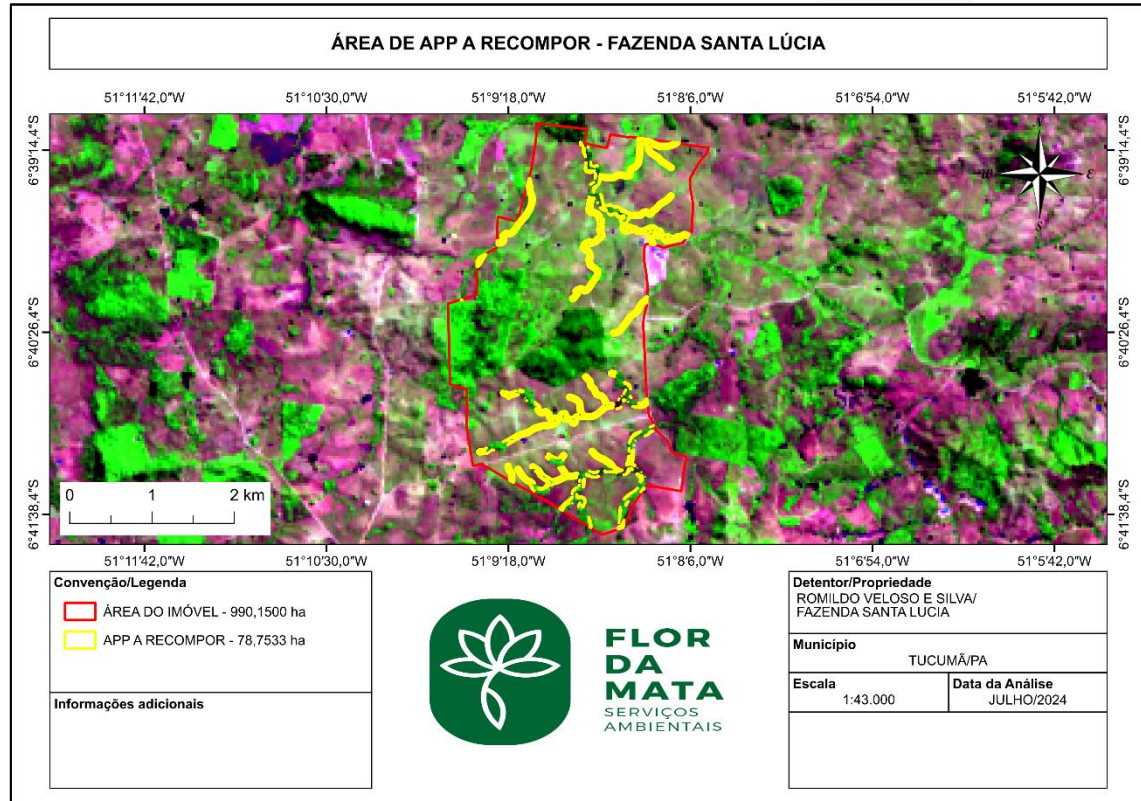 ÁREA DE APP A RECOMPOR - FAZENDA SANTA LÚCIA
51°11'42,0"W 51°10'30,0"W 51°9'18,0"W 51°8'6,0"W 51°6'54,0"W 51°5'42,0"W
6°39'14,4"S 6°39'14,4"S
N
W E
S
6°40'26,4"S 6°40'26,4"S
6°41'38,4"S 6°41'38,4"S
0 1 2 km
51°11'42,0"W 51°10'30,0"W 51°9'18,0"W 51°8'6,0"W 51°6'54,0"W 51°5'42,0"W
Convenção/Legenda
ÁREA DO IMÓVEL - 990,1500 ha
APP A RECOMPOR - 78,7533 ha
Informações adicionais
FLOR
DA
MATA
SERVIÇOS
AMBIENTAIS
Detentor/Propriedade
ROMILDO VELOSO E SILVA/
FAZENDA SANTA LUCIA
Município
TUCUMÃ/PA
Escala
1:43.000
Data da Análise
JULHO/2024